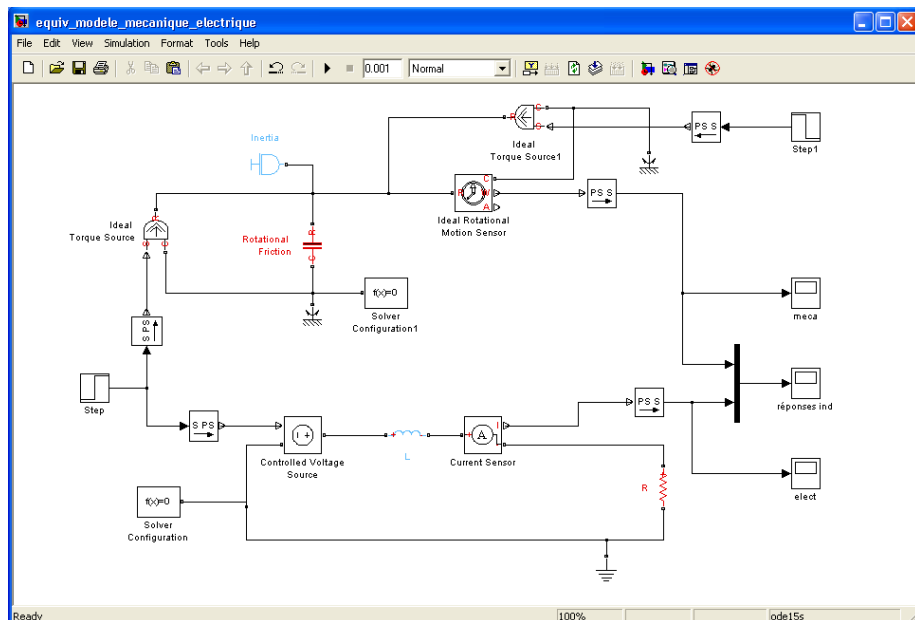 equiv_modele_mecanique_electrique
File Edit View Simulation Format Tools Help
0.001 Normal
Inertia
R C S
Ideal
Torque Source1
PS S
Step1
R C W A
Ideal Rotational
Motion Sensor
PS S
Ideal
Torque Source
R S C
Rotational
Friction
R C
f(x)=0
Solver
Configuration1
meca
S PS
Step
S PS
Controlled Voltage
Source
L
A I
Current Sensor
PS S
réponses ind
R
elect
f(x)=0
Solver
Configuration
Ready 100% ode15s